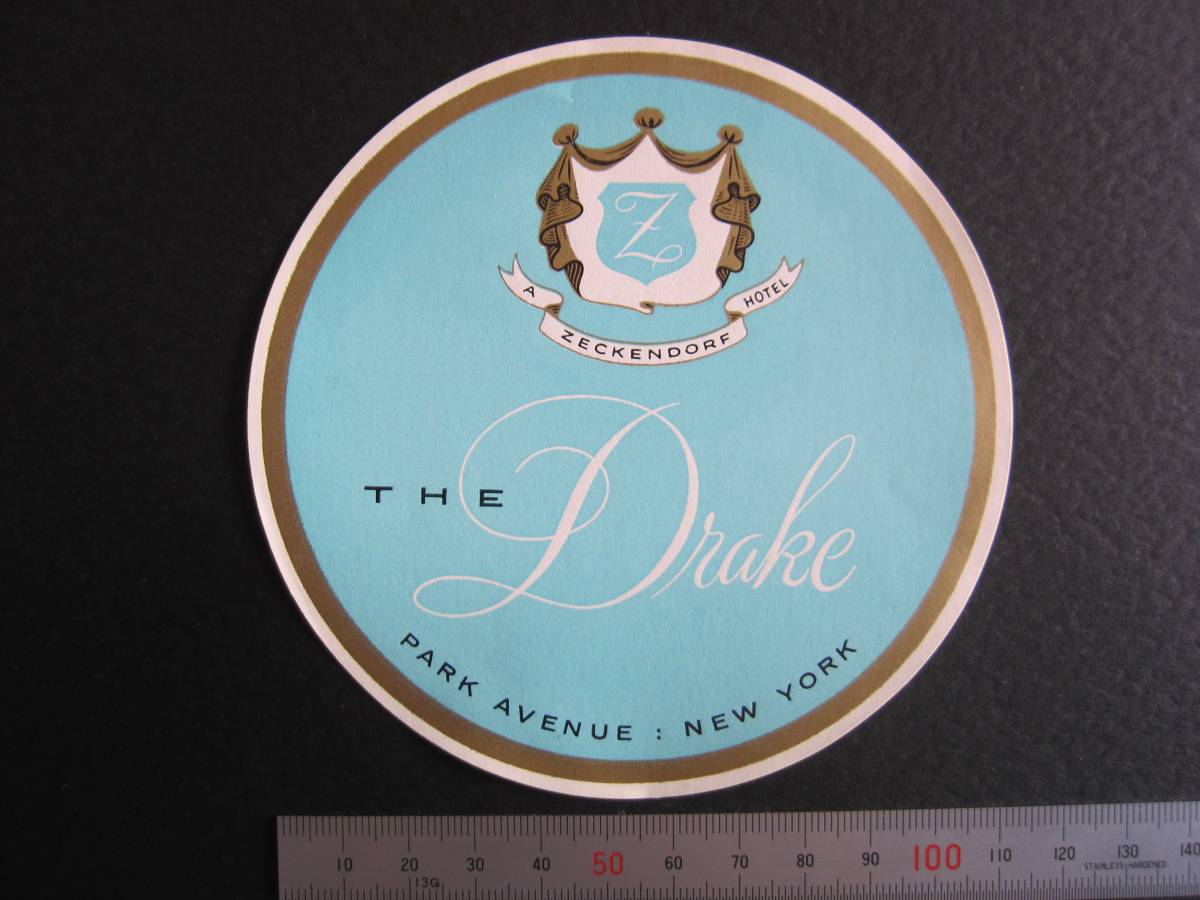 Z
A ZECKENDORF HOTEL
THE Drake
PARK AVENUE : NEW YORK
10 20 30 40 50 60 70 80 90 100 110 120 130 140
13G
STAINLESS HARDENED